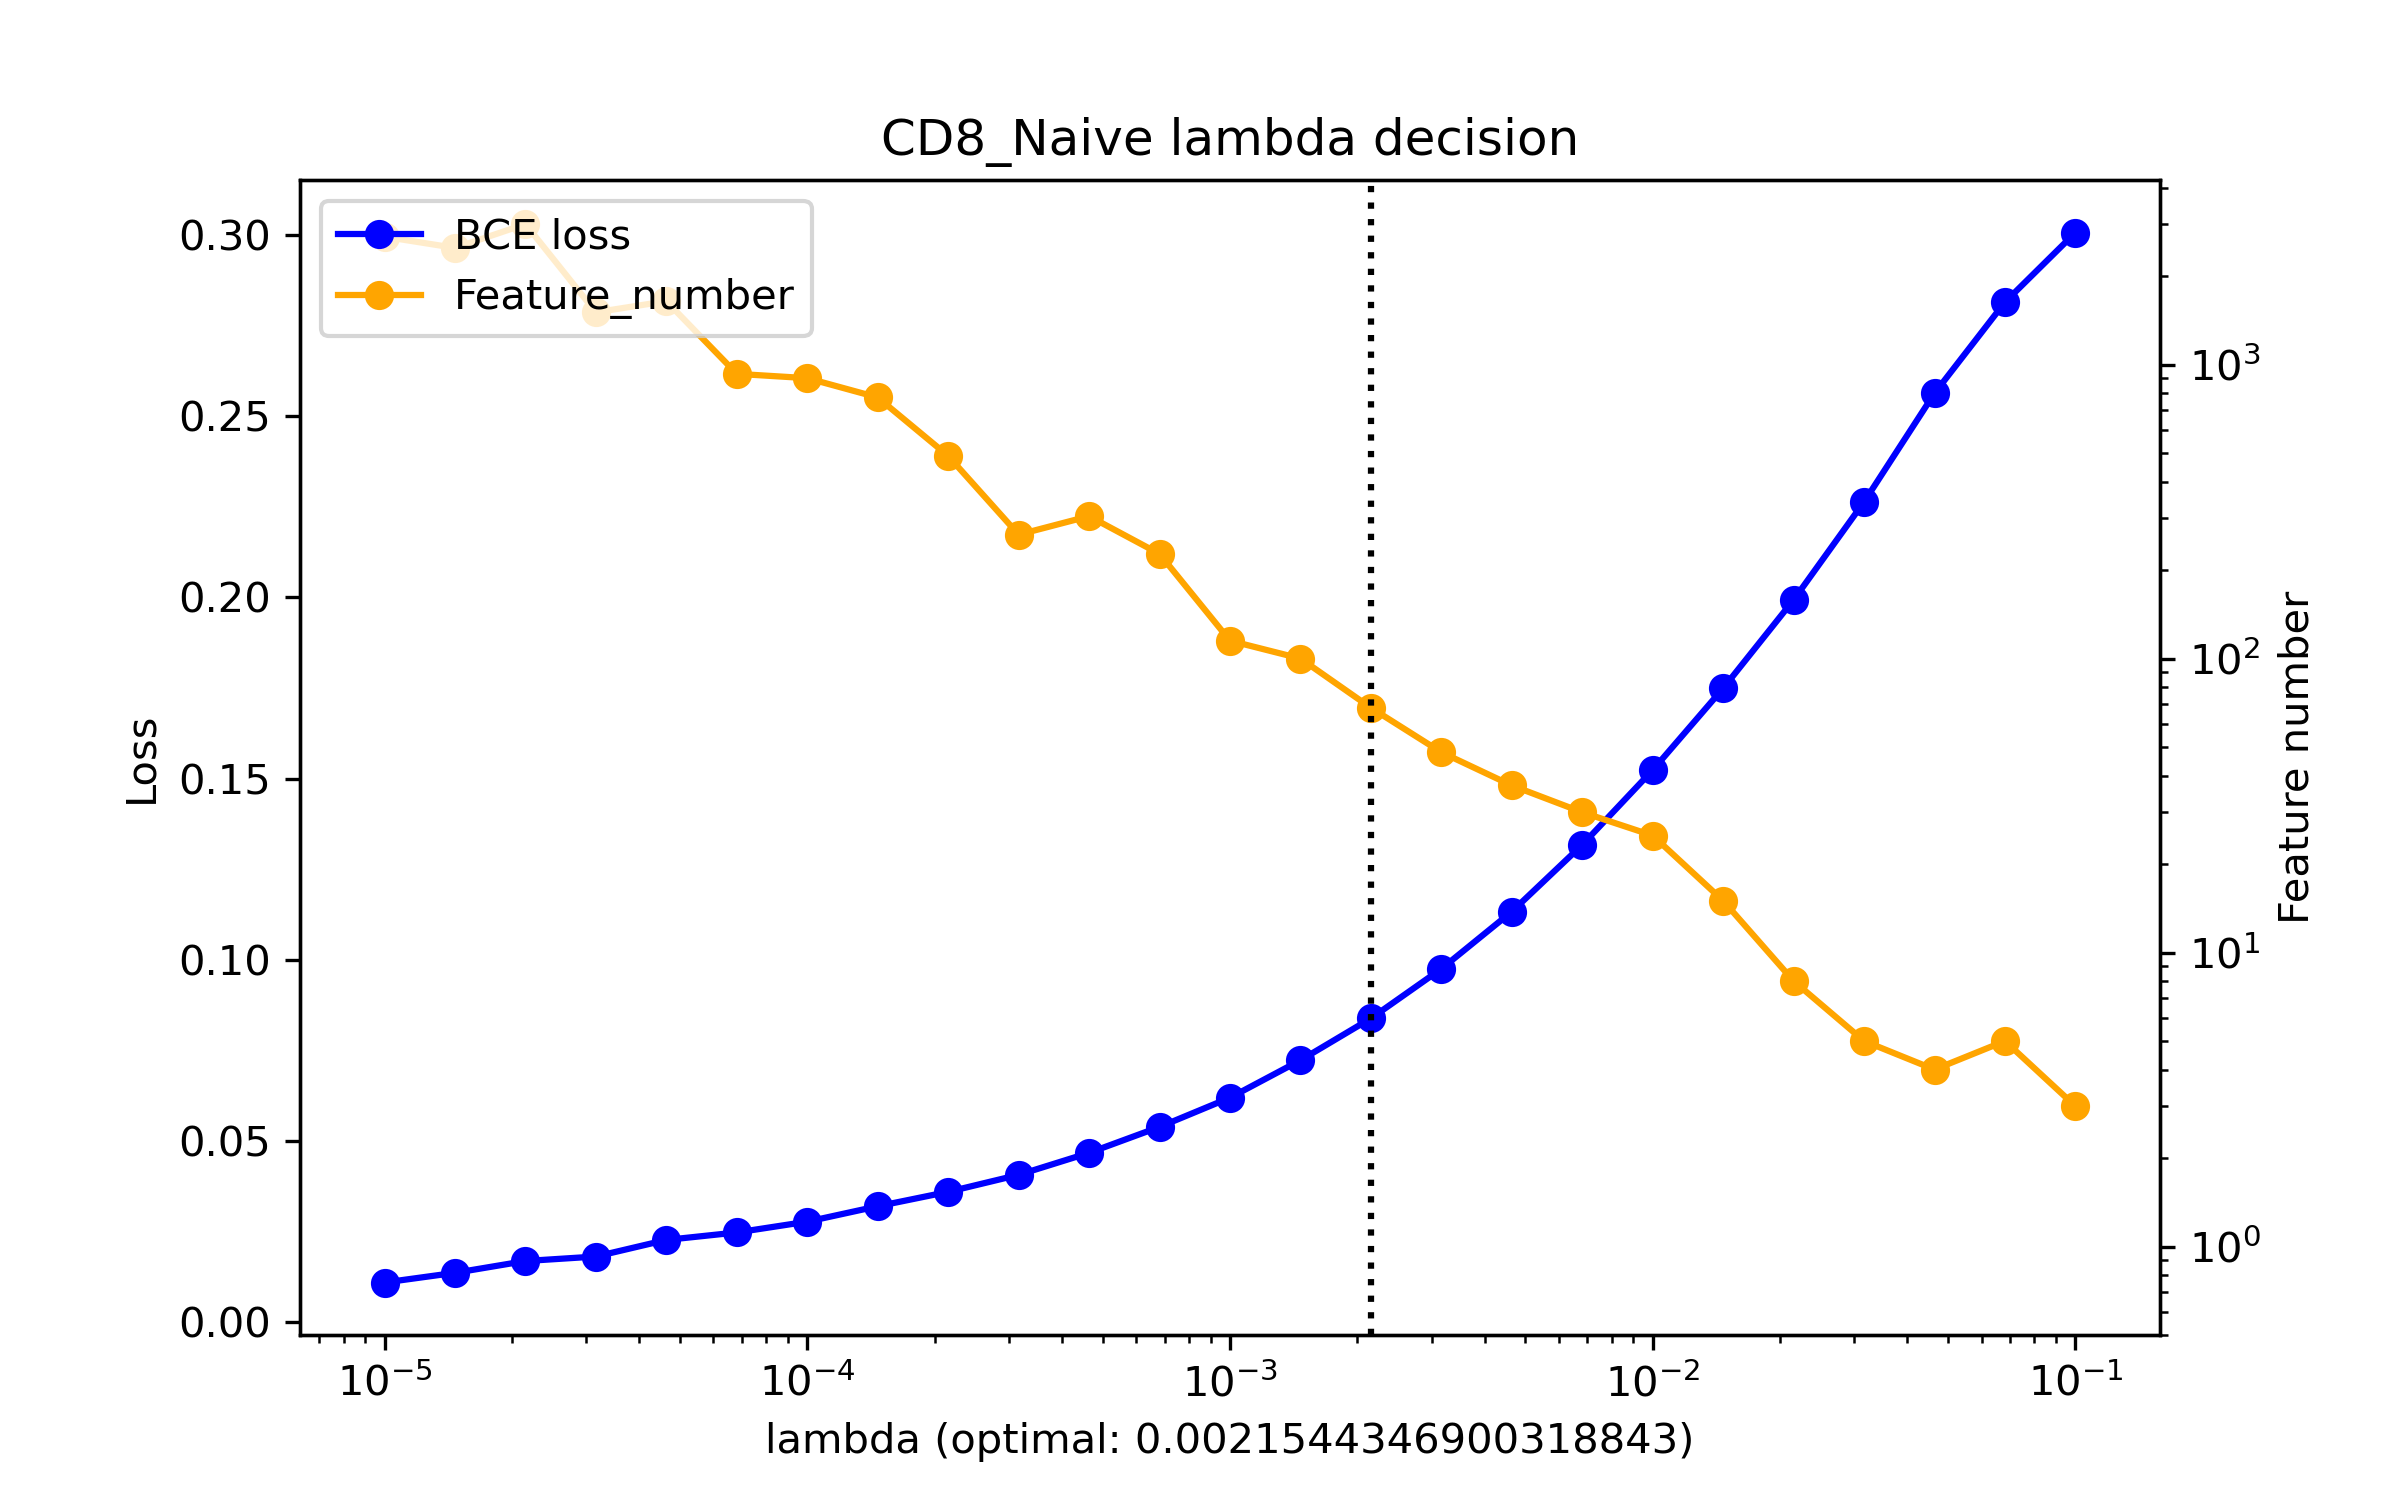 CD8_Naive lambda decision
BCE loss
Feature_number
0.30
0.25
0.20
0.15
0.10
0.05
0.00
Loss
10³
10²
10¹
10⁰
Feature number
10⁻⁵
10⁻⁴
10⁻³
10⁻²
10⁻¹
lambda (optimal: 0.0021544346900318843)